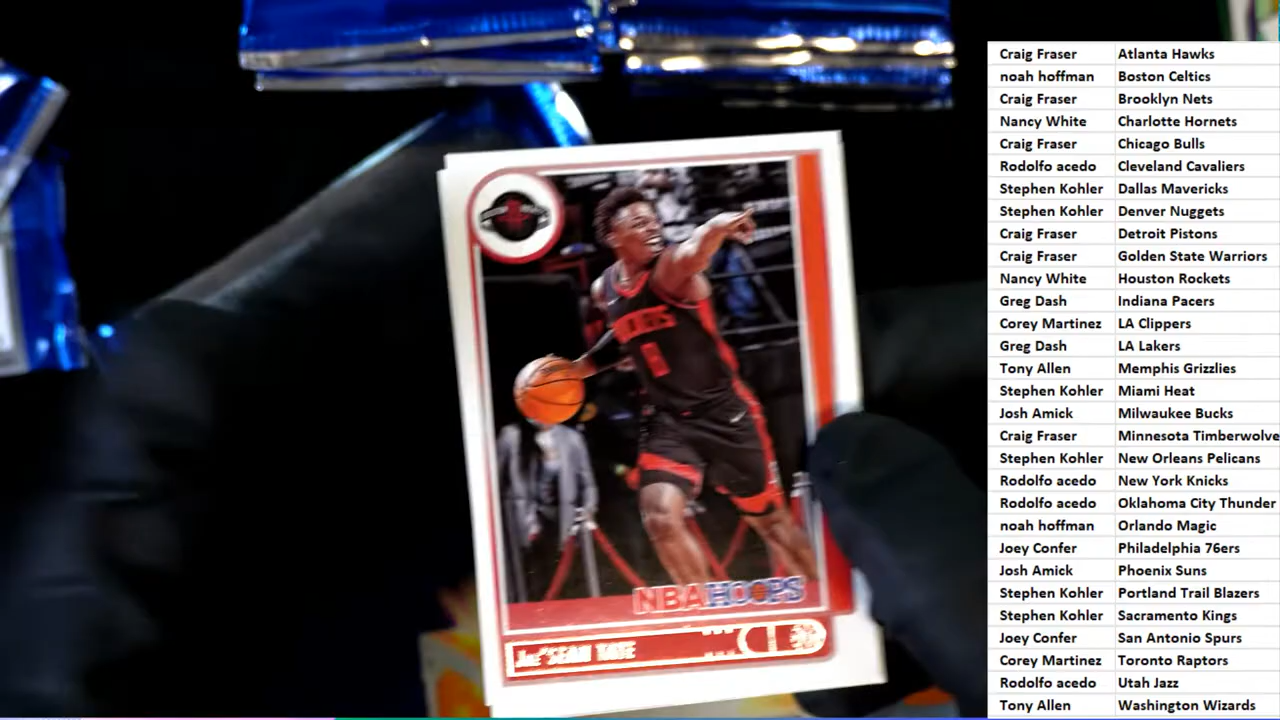 NBA HOOPS
Jae'SEAN TATE
Craig Fraser Atlanta Hawks
noah hoffman Boston Celtics
Craig Fraser Brooklyn Nets
Nancy White Charlotte Hornets
Craig Fraser Chicago Bulls
Rodolfo acedo Cleveland Cavaliers
Stephen Kohler Dallas Mavericks
Stephen Kohler Denver Nuggets
Craig Fraser Detroit Pistons
Craig Fraser Golden State Warriors
Nancy White Houston Rockets
Greg Dash Indiana Pacers
Corey Martinez LA Clippers
Greg Dash LA Lakers
Tony Allen Memphis Grizzlies
Stephen Kohler Miami Heat
Josh Amick Milwaukee Bucks
Craig Fraser Minnesota Timberwolve
Stephen Kohler New Orleans Pelicans
Rodolfo acedo New York Knicks
Rodolfo acedo Oklahoma City Thunder
noah hoffman Orlando Magic
Joey Confer Philadelphia 76ers
Josh Amick Phoenix Suns
Stephen Kohler Portland Trail Blazers
Stephen Kohler Sacramento Kings
Joey Confer San Antonio Spurs
Corey Martinez Toronto Raptors
Rodolfo acedo Utah Jazz
Tony Allen Washington Wizards